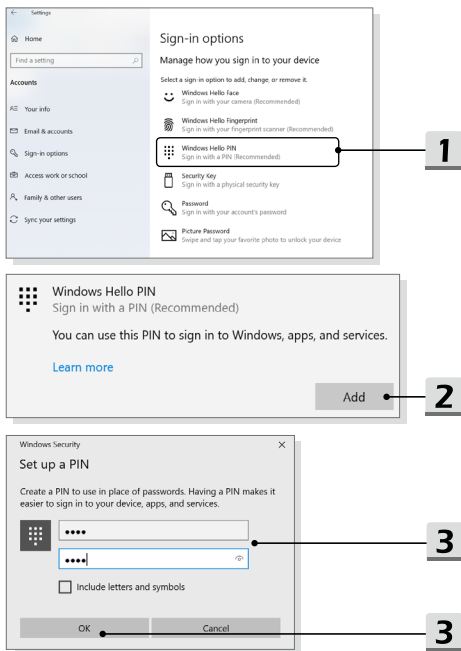 Settings
Home
Find a setting
Accounts
Your info
Email & accounts
Sign-in options
Access work or school
Family & other users
Sync your settings
Sign-in options
Manage how you sign in to your device
Select a sign-in option to add, change, or remove it.
Windows Hello Face
Sign in with your camera (Recommended)
Windows Hello Fingerprint
Sign in with your fingerprint scanner (Recommended)
Windows Hello PIN
Sign in with a PIN (Recommended)
Security Key
Sign in with a physical security key
Password
Sign in with your account's password
Picture Password
Swipe and tap your favorite photo to unlock your device
1
Windows Hello PIN
Sign in with a PIN (Recommended)
You can use this PIN to sign in to Windows, apps, and services.
Learn more
Add
2
Windows Security
Set up a PIN
Create a PIN to use in place of passwords. Having a PIN makes it
easier to sign in to your device, apps, and services.
3
Include letters and symbols
OK
Cancel
3